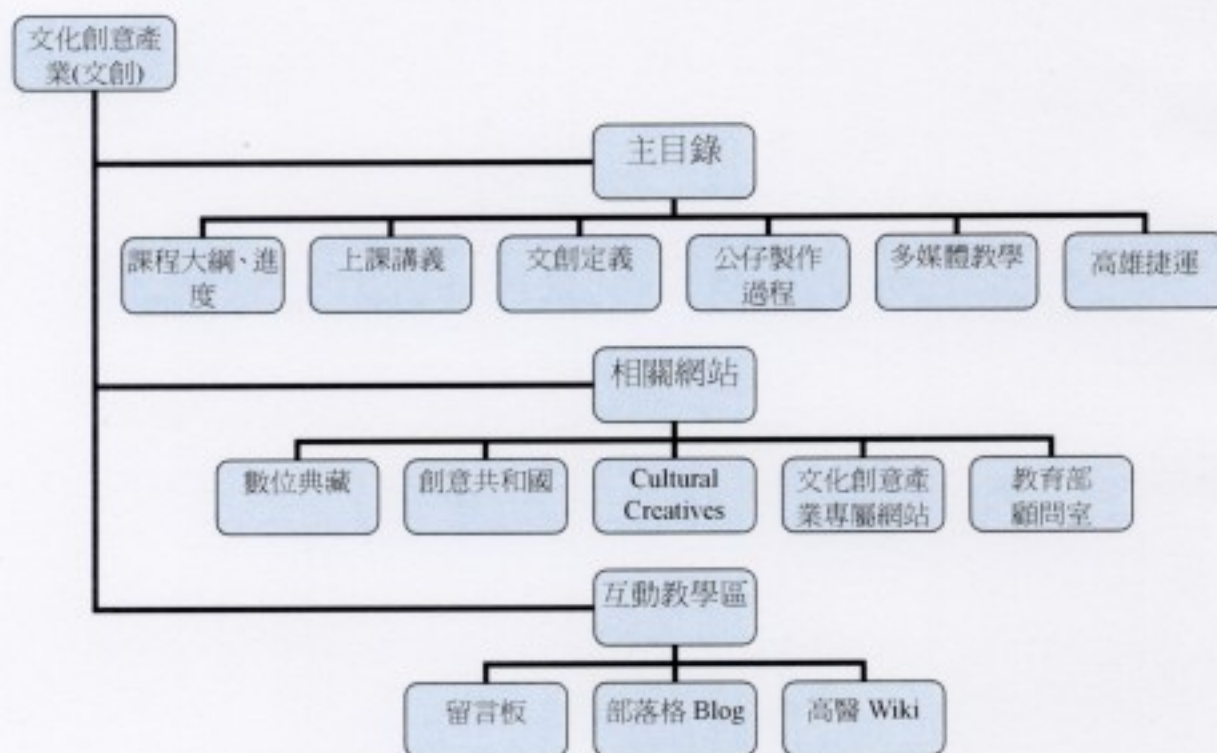 文化創意產
業(文創)
主目錄
課程大綱、進
度
上課講義
文創定義
公仔製作
過程
多媒體教學
高雄捷運
相關網站
數位典藏
創意共和國
Cultural
Creatives
文化創意產
業專屬網站
教育部
顧問室
互動教學區
留言板
部落格 Blog
高醫 Wiki